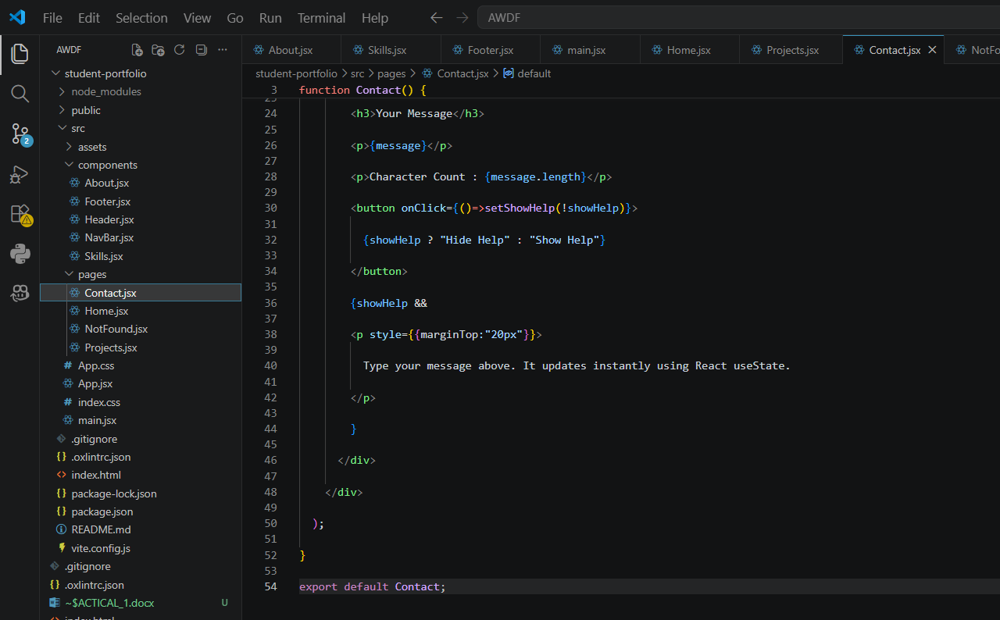 File Edit Selection View Go Run Terminal Help AWDF
AWDF
About.jsx Skills.jsx Footer.jsx main.jsx Home.jsx Projects.jsx Contact.jsx NotFo
student-portfolio > src > pages > Contact.jsx > default
student-portfolio
node_modules
public
src
assets
components
About.jsx
Footer.jsx
Header.jsx
NavBar.jsx
Skills.jsx
pages
Contact.jsx
Home.jsx
NotFound.jsx
Projects.jsx
# App.css
App.jsx
# index.css
main.jsx
.gitignore
{} .oxlintrc.json
<> index.html
{} package-lock.json
{} package.json
README.md
vite.config.js
.gitignore
{} .oxlintrc.json
~$ACTICAL_1.docx U
<> index.html
2
3 function Contact() {
23
24 <h3>Your Message</h3>
25
26 <p>{message}</p>
27
28 <p>Character Count : {message.length}</p>
29
30 <button onClick={()=>setShowHelp(!showHelp)}>
31
32 {showHelp ? "Hide Help" : "Show Help"}
33
34 </button>
35
36 {showHelp &&
37
38 <p style={{marginTop:"20px"}}>
39
40 Type your message above. It updates instantly using React useState.
41
42 </p>
43
44 }
45
46 </div>
47
48 </div>
49
50 );
51
52 }
53
54 export default Contact;